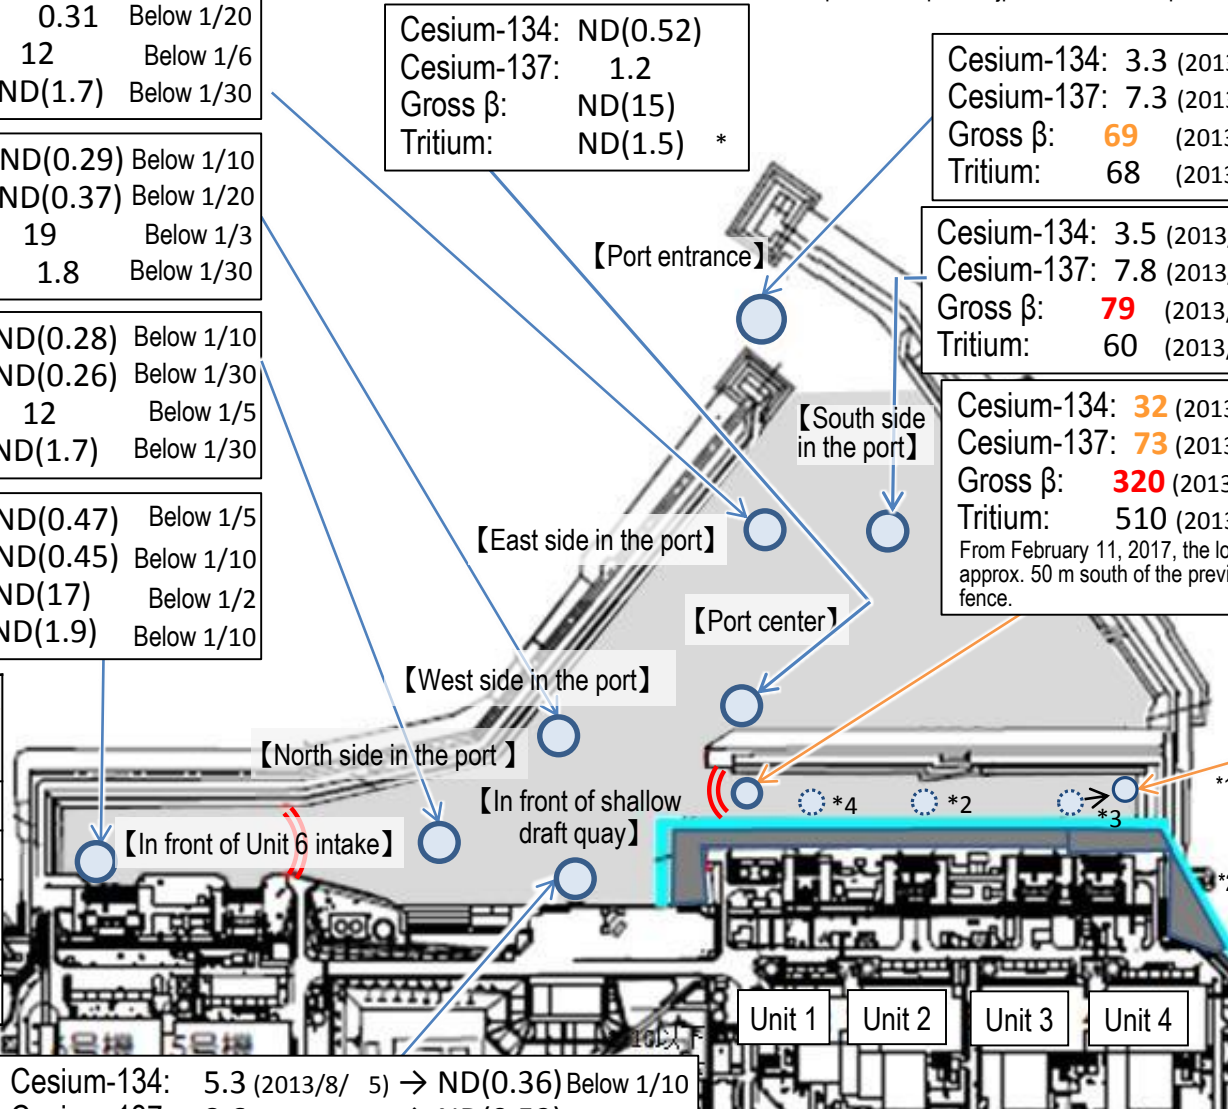 0.31 Below 1/20
12 Below 1/6
ND(1.7) Below 1/30
ND(0.29) Below 1/10
ND(0.37) Below 1/20
19 Below 1/3
1.8 Below 1/30
ND(0.28) Below 1/10
ND(0.26) Below 1/30
12 Below 1/5
ND(1.7) Below 1/30
ND(0.47) Below 1/5
ND(0.45) Below 1/10
ND(17) Below 1/2
ND(1.9) Below 1/10
Cesium-134: ND(0.52)
Cesium-137: 1.2
Gross β: ND(15)
Tritium: ND(1.5) *
Cesium-134: 3.3 (2013
Cesium-137: 7.3 (2013
Gross β: 69 (2013
Tritium: 68 (2013
Cesium-134: 3.5 (2013/
Cesium-137: 7.8 (2013/
Gross β: 79 (2013/
Tritium: 60 (2013/
Cesium-134: 32 (2013
Cesium-137: 73 (2013
Gross β: 320 (2013
Tritium: 510 (2013
From February 11, 2017, the lo
approx. 50 m south of the previ
fence.
【Port entrance】
【South side
in the port】
【East side in the port】
【Port center】
【West side in the port】
【North side in the port 】
【In front of shallow
draft quay】
【In front of Unit 6 intake】
*4
*2
*3
Unit 1
Unit 2
Unit 3
Unit 4
Cesium-134: 5.3 (2013/8/ 5) → ND(0.36) Below 1/10